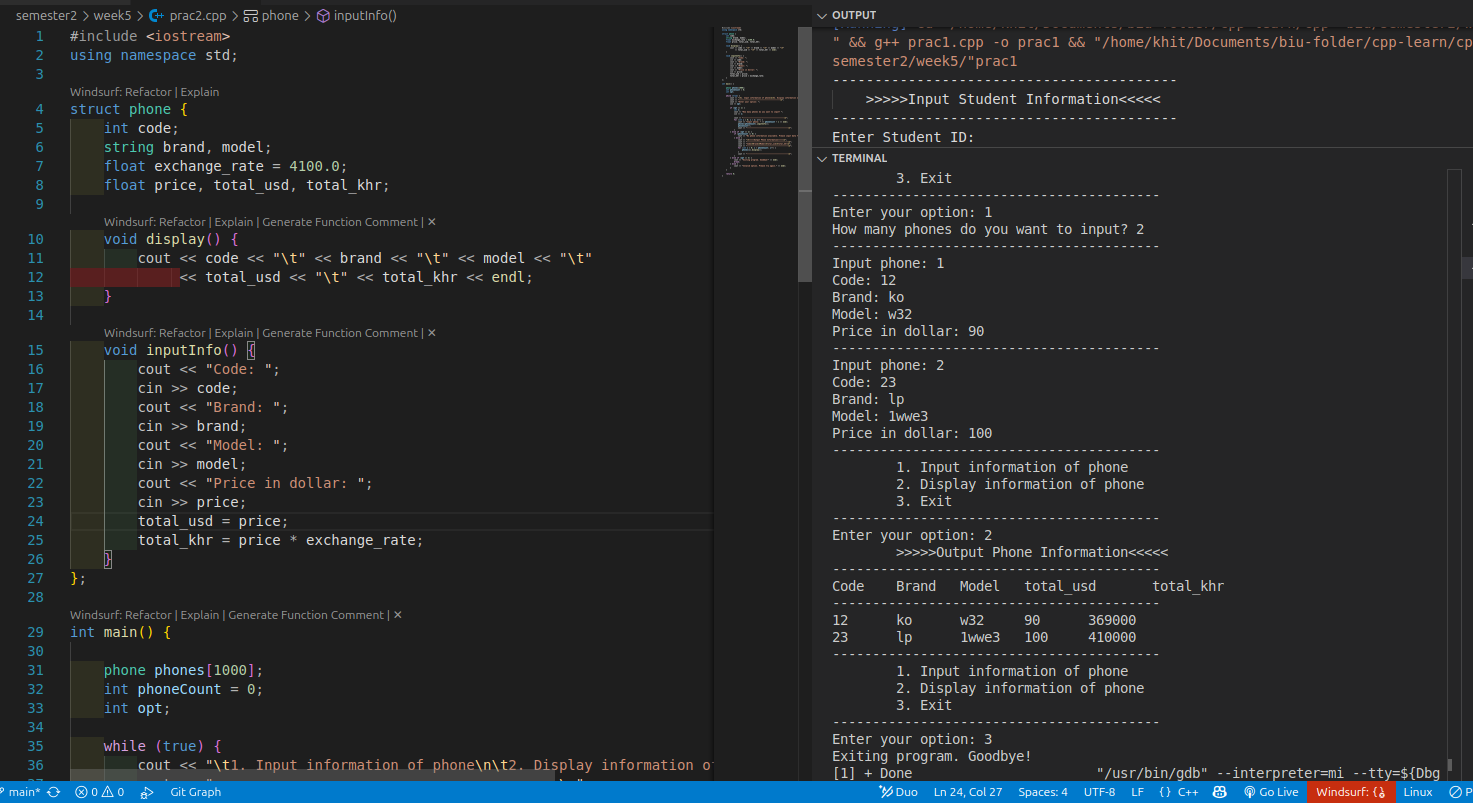 semester2 > week5 > prac2.cpp > phone > inputInfo()
1 #include <iostream>
2 using namespace std;
3
Windsurf: Refactor | Explain
4 struct phone {
5 int code;
6 string brand, model;
7 float exchange_rate = 4100.0;
8 float price, total_usd, total_khr;
9
Windsurf: Refactor | Explain | Generate Function Comment | ✕
10 void display() {
11 cout << code << "\t" << brand << "\t" << model << "\t"
12 << total_usd << "\t" << total_khr << endl;
13 }
14
Windsurf: Refactor | Explain | Generate Function Comment | ✕
15 void inputInfo() {
16 cout << "Code: ";
17 cin >> code;
18 cout << "Brand: ";
19 cin >> brand;
20 cout << "Model: ";
21 cin >> model;
22 cout << "Price in dollar: ";
23 cin >> price;
24 total_usd = price;
25 total_khr = price * exchange_rate;
26 }
27 };
28
Windsurf: Refactor | Explain | Generate Function Comment | ✕
29 int main() {
30
31 phone phones[1000];
32 int phoneCount = 0;
33 int opt;
34
35 while (true) {
36 cout << "\t1. Input information of phone\n\t2. Display information o
OUTPUT
" && g++ prac1.cpp -o prac1 && "/home/khit/Documents/biu-folder/cpp-learn/cp
semester2/week5/"prac1
-------------------------------------------
>>>>>Input Student Information<<<<<
-------------------------------------------
Enter Student ID:
TERMINAL
3. Exit
-----------------------------------------
Enter your option: 1
How many phones do you want to input? 2
-----------------------------------------
Input phone: 1
Code: 12
Brand: ko
Model: w32
Price in dollar: 90
-----------------------------------------
Input phone: 2
Code: 23
Brand: lp
Model: 1wwe3
Price in dollar: 100
-----------------------------------------
1. Input information of phone
2. Display information of phone
3. Exit
-----------------------------------------
Enter your option: 2
>>>>>Output Phone Information<<<<<
-----------------------------------------
Code Brand Model total_usd total_khr
-----------------------------------------
12 ko w32 90 369000
23 lp 1wwe3 100 410000
-----------------------------------------
1. Input information of phone
2. Display information of phone
3. Exit
-----------------------------------------
Enter your option: 3
Exiting program. Goodbye!
[1] + Done "/usr/bin/gdb" --interpreter=mi --tty=${Dbg
main* 0 0 Git Graph Duo Ln 24, Col 27 Spaces: 4 UTF-8 LF {} C++ Go Live Windsurf: {} Linux P